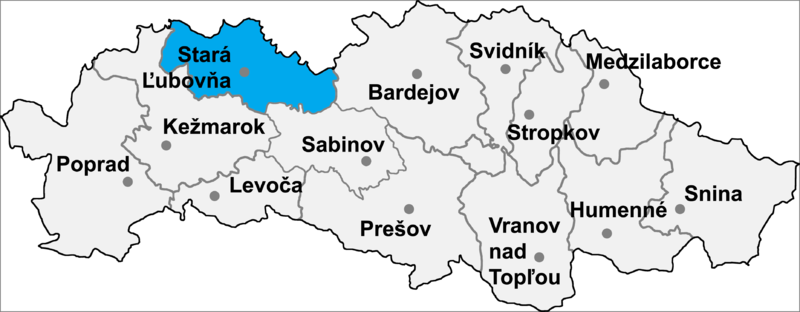 Stará
Ľubovňa
Svidník
Medzilaborce
Bardejov
Kežmarok
Stropkov
Sabinov
Poprad
Levoča
Snina
Humenné
Prešov
Vranov
nad
Topľou